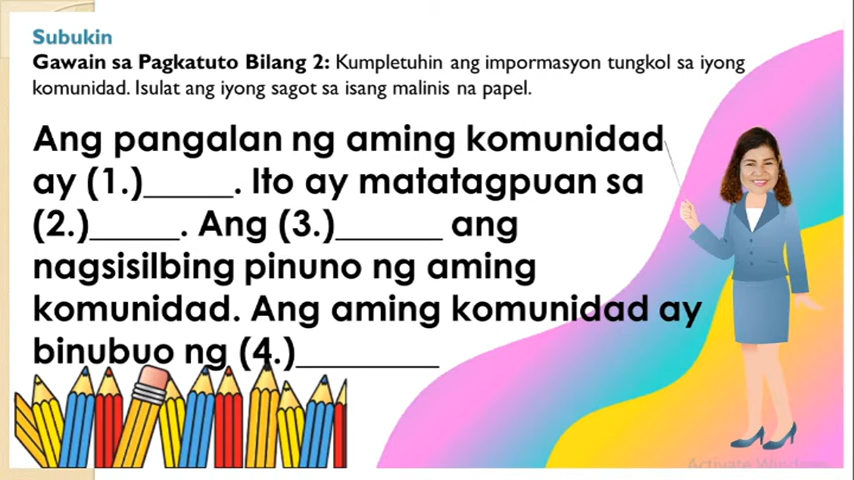 Subukin
Gawain sa Pagkatuto Bilang 2: Kumpletuhin ang impormasyon tungkol sa iyong
komunidad. Isulat ang iyong sagot sa isang malinis na papel.
Ang pangalan ng aming komunidad
ay (1.)_____. Ito ay matatagpuan sa
(2.)_____. Ang (3.)______ ang
nagsisilbing pinuno ng aming
komunidad. Ang aming komunidad ay
binubuo ng (4.)________
Activate Windows